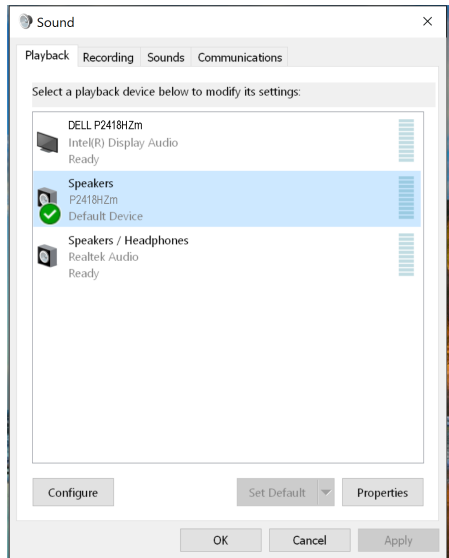 Sound
Playback Recording Sounds Communications
Select a playback device below to modify its settings:
DELL P2418HZm
Intel(R) Display Audio
Ready
Speakers
P2418HZm
Default Device
Speakers / Headphones
Realtek Audio
Ready
Configure Set Default Properties
OK Cancel Apply